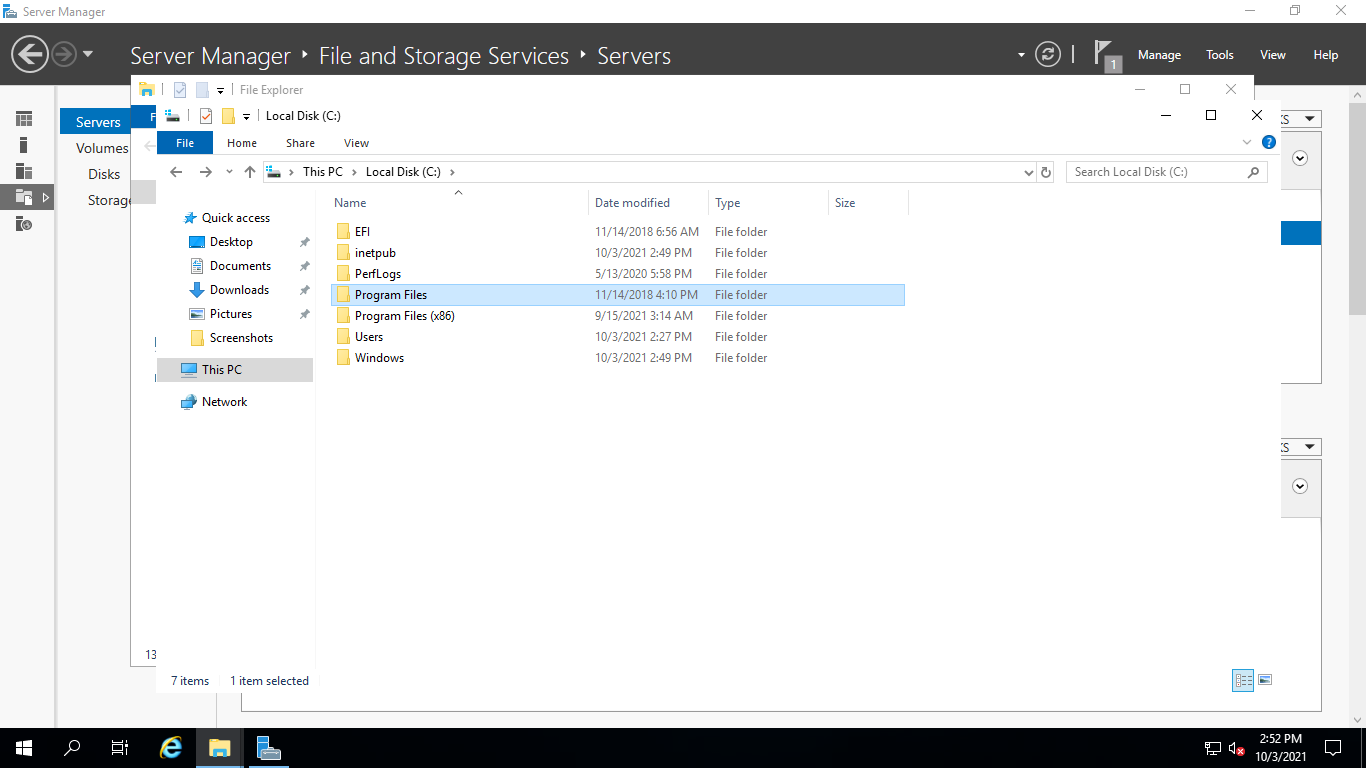 Server Manager
Server Manager ‣ File and Storage Services ‣ Servers
1
Manage Tools View Help
File Explorer
Servers
Volumes
Disks
Local Disk (C:)
File Home Share View
This PC > Local Disk (C:) >
Search Local Disk (C:)
Name Date modified Type Size
Quick access
Desktop
Documents
Downloads
Pictures
Screenshots
This PC
Network
EFI 11/14/2018 6:56 AM File folder
inetpub 10/3/2021 2:49 PM File folder
PerfLogs 5/13/2020 5:58 PM File folder
Program Files 11/14/2018 4:10 PM File folder
Program Files (x86) 9/15/2021 3:14 AM File folder
Users 10/3/2021 2:27 PM File folder
Windows 10/3/2021 2:49 PM File folder
13
7 items 1 item selected
2:52 PM
10/3/2021